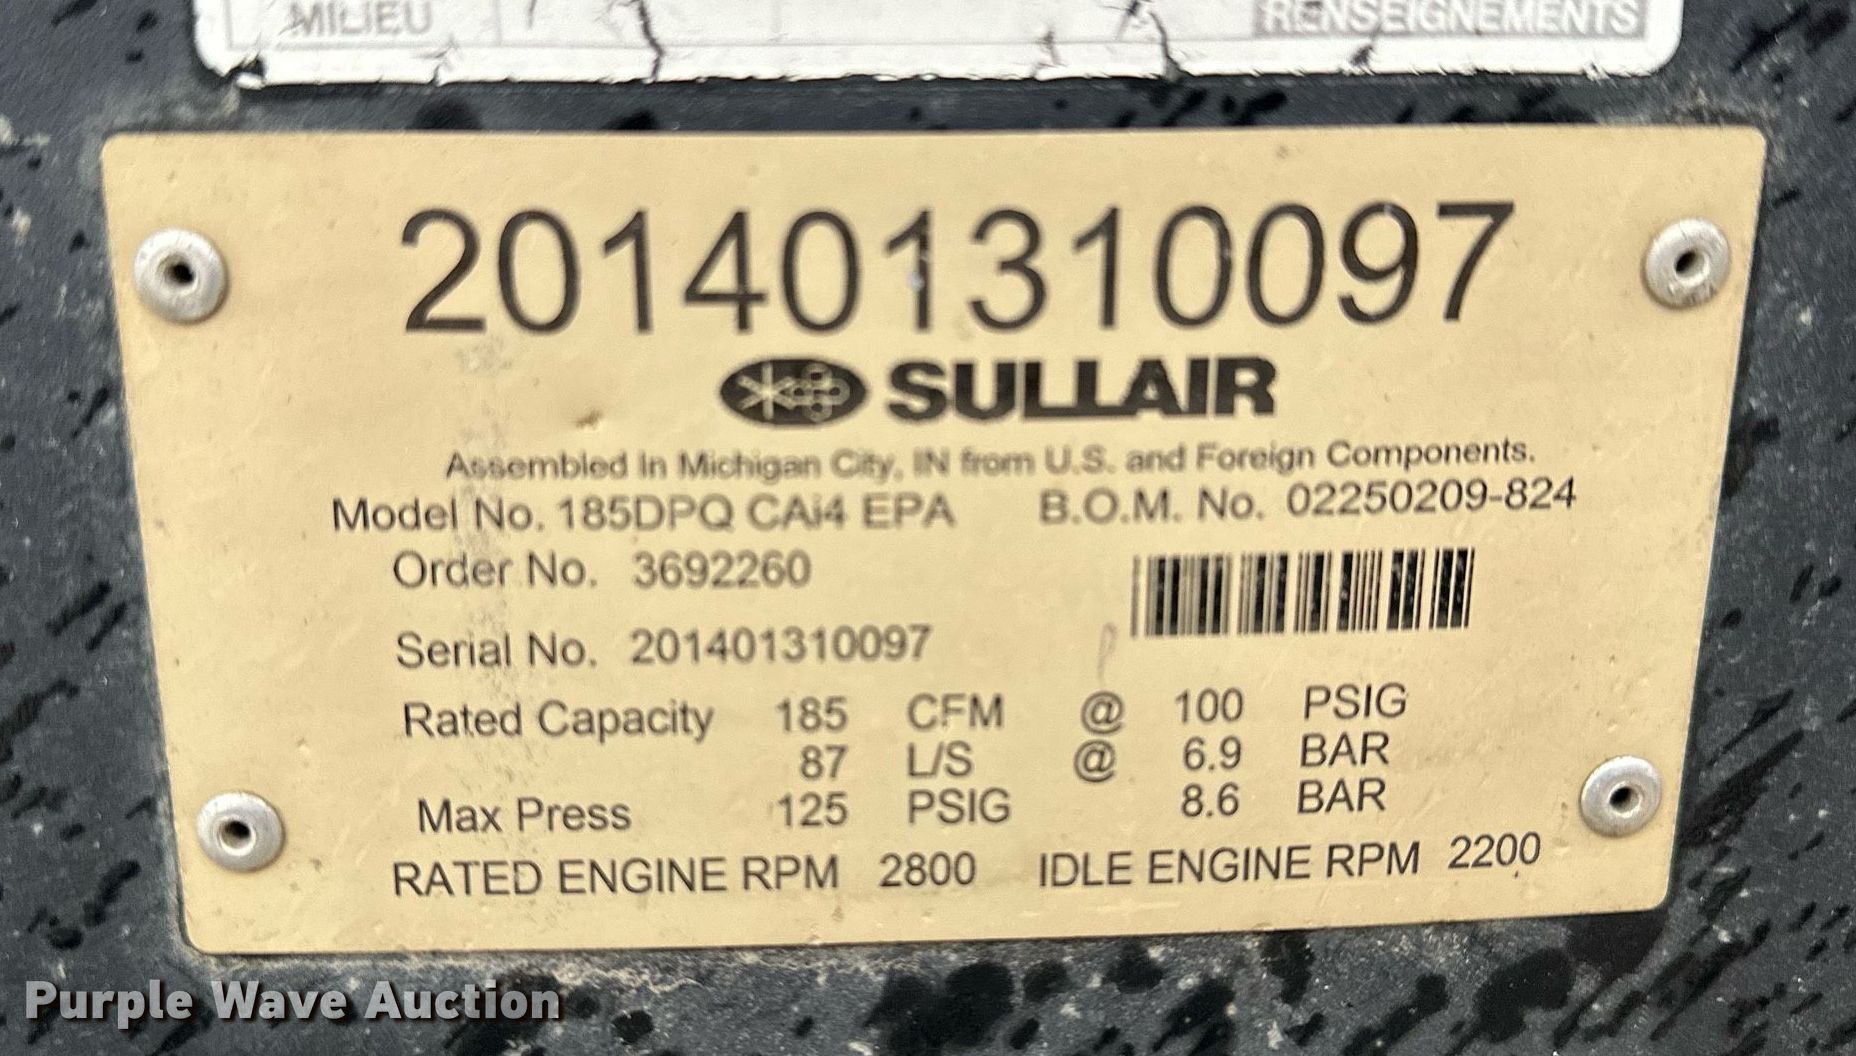 MILIEU
RENSEIGNEMENTS
201401310097
SULLAIR
Assembled In Michigan City, IN from U.S. and Foreign Components.
Model No. 185DPQ CAi4 EPA B.O.M. No. 02250209-824
Order No. 3692260
Serial No. 201401310097
Rated Capacity 185 CFM @ 100 PSIG
87 L/S @ 6.9 BAR
Max Press 125 PSIG 8.6 BAR
RATED ENGINE RPM 2800 IDLE ENGINE RPM 2200
Purple Wave Auction